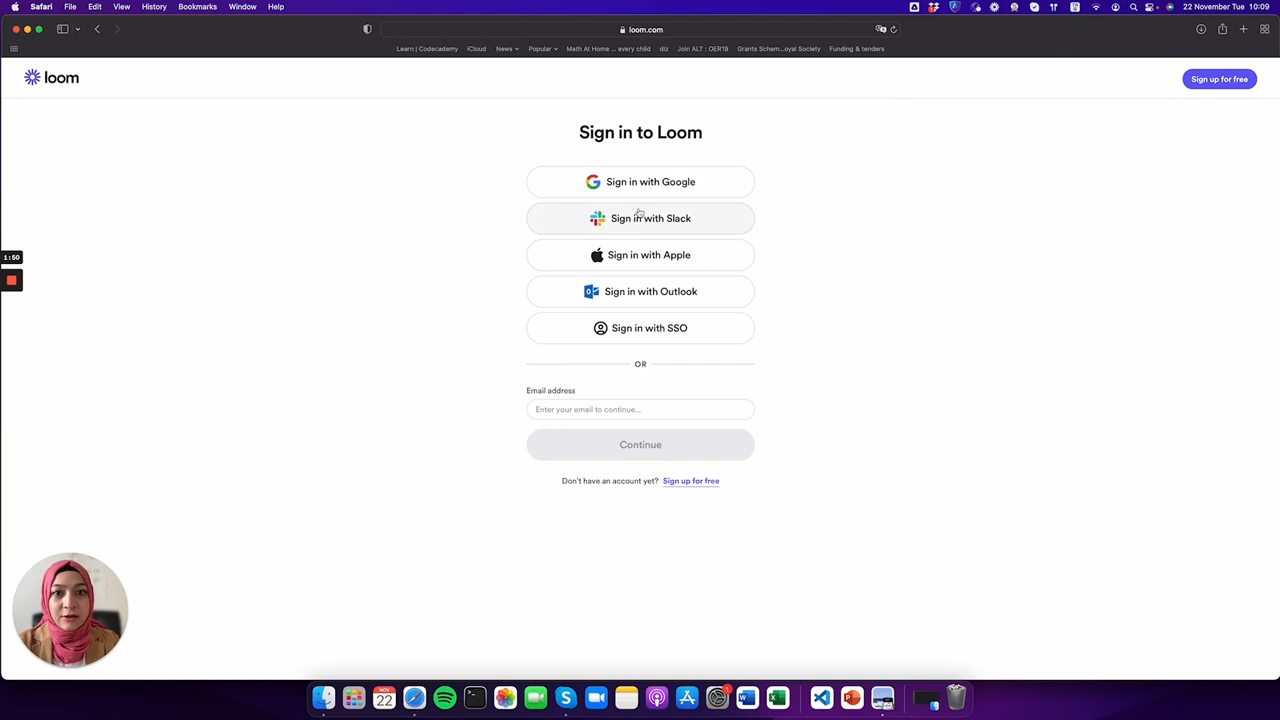 Safari File Edit View History Bookmarks Window Help 22 November Tue 10:09
loom.com
Learn | Codecademy iCloud News Popular Math At Home ... every child diz Join ALT : OER19 Grants Schem...oyal Society Funding & tenders
loom
Sign up for free
Sign in to Loom
Sign in with Google
Sign in with Slack
Sign in with Apple
Sign in with Outlook
Sign in with SSO
OR
Email address
Enter your email to continue...
Continue
Don't have an account yet? Sign up for free
1:50
NOV
22
1